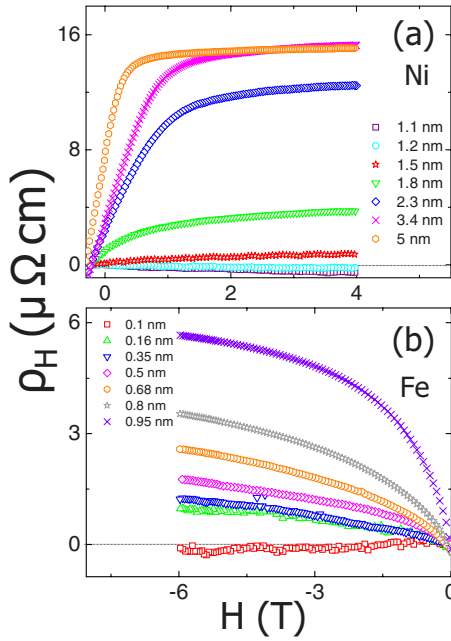 ρH (μ Ω cm)
16
8
0
(a)
Ni
1.1 nm
1.2 nm
1.5 nm
1.8 nm
2.3 nm
3.4 nm
5 nm
0
2
4
6
3
0
0.1 nm
0.16 nm
0.35 nm
0.5 nm
0.68 nm
0.8 nm
0.95 nm
(b)
Fe
-6
-3
0
H (T)